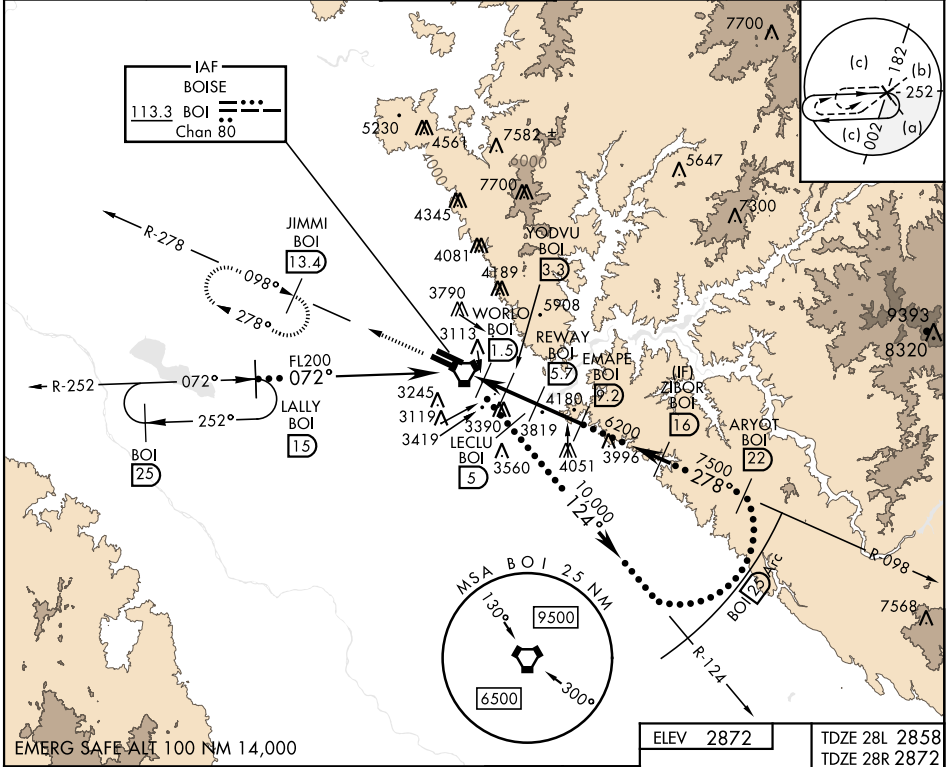 IAF
BOISE
113.3 BOI
Chan 80
7700
(c)
182
(b)
252
(a)
002
(c)
5230
4561
7582 ±
4000
6000
7700
5647
7300
4345
4081
4189
YODVU
BOI
3.3
5908
R-278
JIMMI
BOI
13.4
098°
278°
3790
3113
WORLO
BOI
1.5
REWAY
BOI
5.7
EMAPE
BOI
9.2
(IF)
ZIBOR
BOI
16
ARYOT
BOI
22
9393
8320
R-252
072°
FL200
072°
252°
LALLY
BOI
15
BOI
25
3245
3119
3419
3390
LECLU
BOI
5
3560
3819
4180
4051
3996
6200
7500
278°
10,000
124°
R-098
BOI 25 Arc
R-124
7568
MSA BOI 25 NM
130°
9500
6500
300°
EMERG SAFE ALT 100 NM 14,000
ELEV 2872
TDZE 28L 2858
TDZE 28R 2872